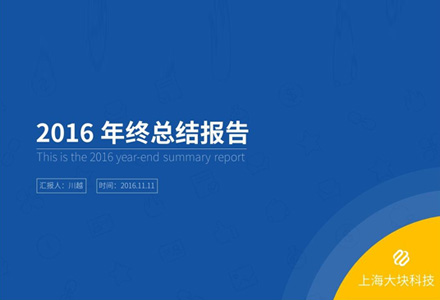 2016 年终总结报告
This is the 2016 year-end summary report
汇报人：川越
时间：2016.11.11
上海大块科技